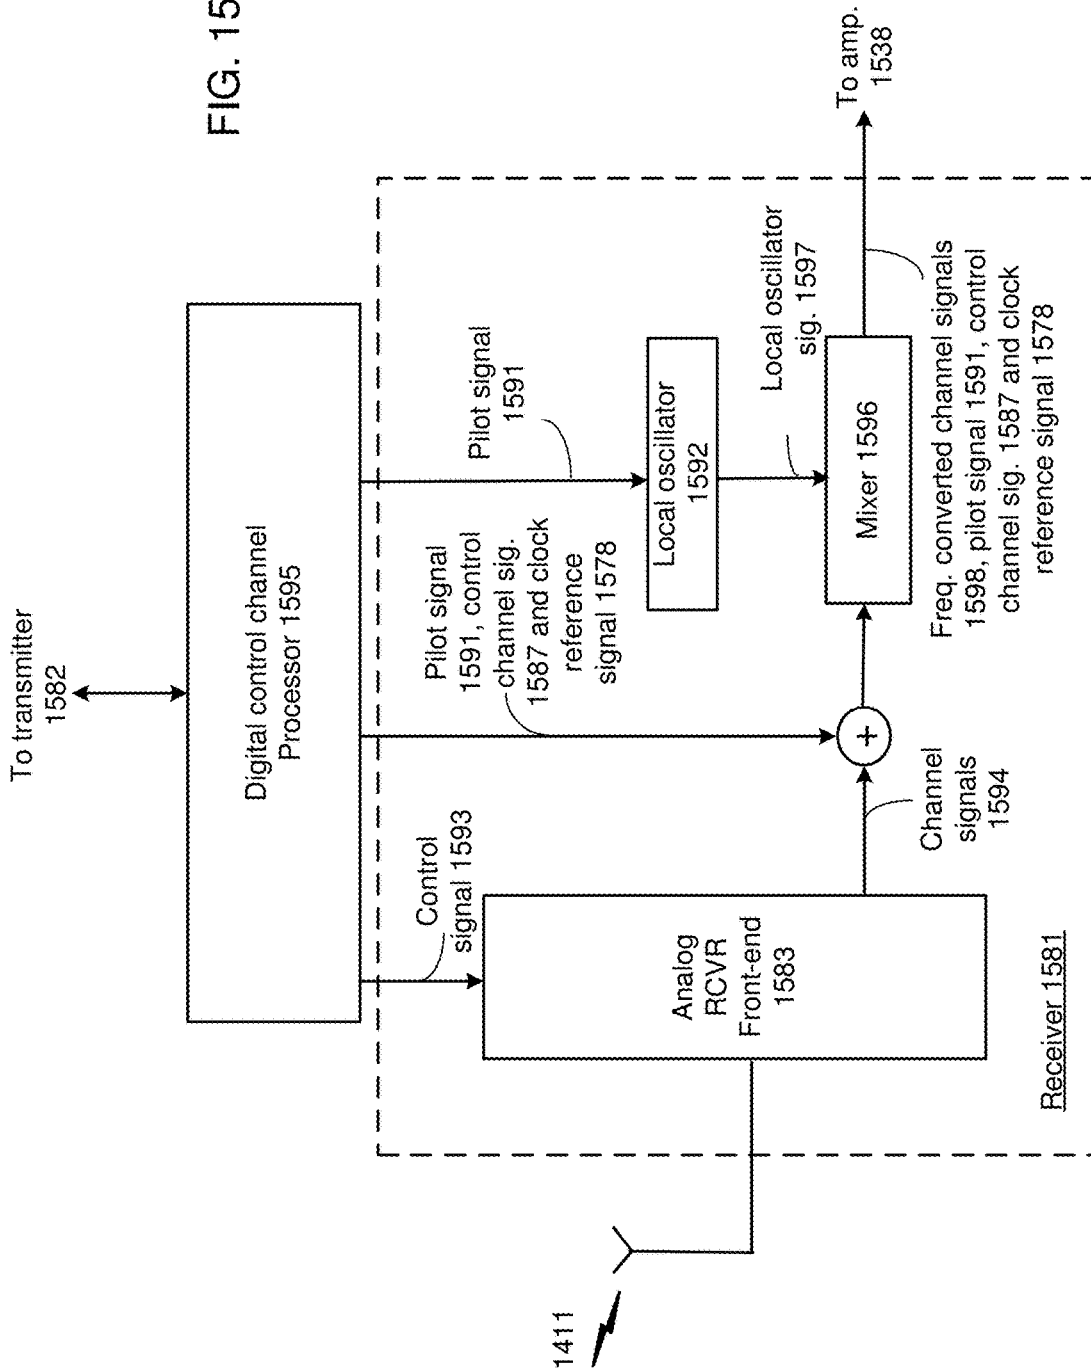 FIG. 15
To transmitter
1582
Digital control channel
Processor 1595
Control
signal 1593
Pilot signal
1591, control
channel sig.
1587 and clock
reference
signal 1578
Pilot signal
1591
1411
Analog
RCVR
Front-end
1583
Channel
signals
1594
+
Local oscillator
1592
Local oscillator
sig. 1597
Mixer 1596
To amp.
1538
Freq. converted channel signals
1598, pilot signal 1591, control
channel sig. 1587 and clock
reference signal 1578
Receiver 1581